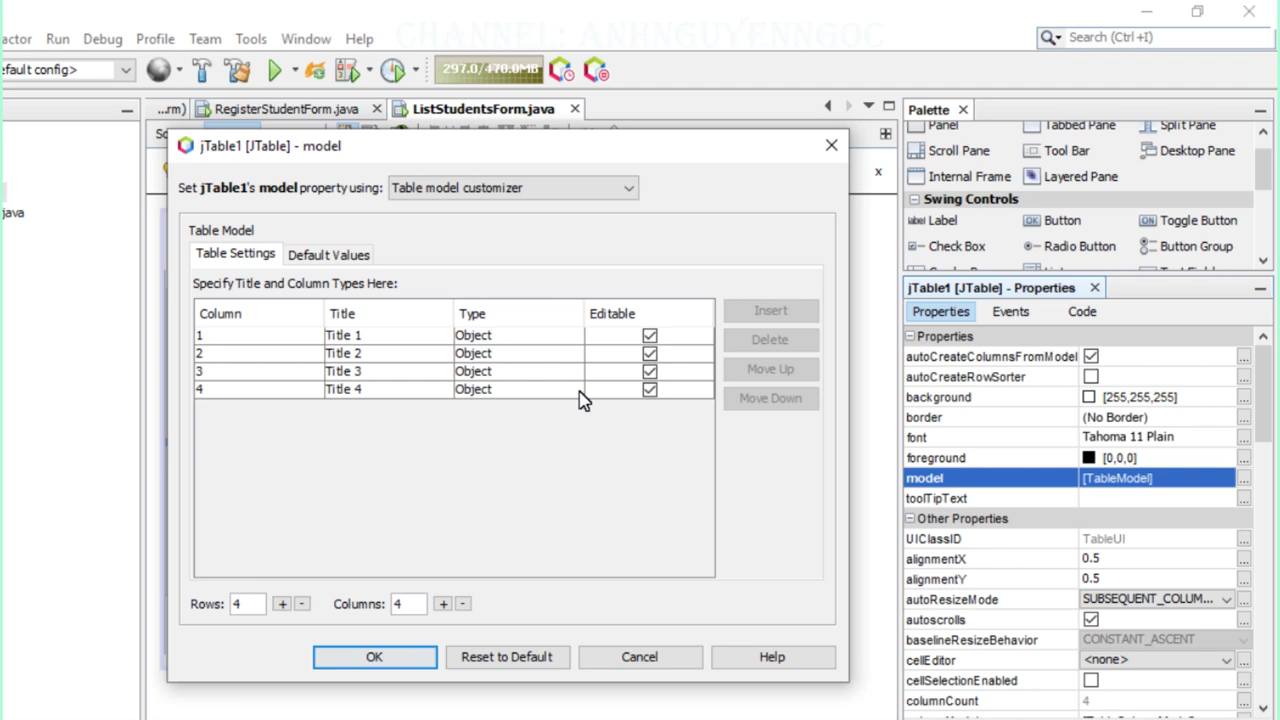 CHANNEL: ANHNGUYENNGOC
actor Run Debug Profile Team Tools Window Help
Search (Ctrl +I)
efault config>
297.0/470.0MB
...rm) RegisterStudentForm.java ListStudentsForm.java
So
jTable1 [JTable] - model
Set jTable1's model property using: Table model customizer
Table Model
Table Settings Default Values
Specify Title and Column Types Here:
Column Title Type Editable
1 Title 1 Object
2 Title 2 Object
3 Title 3 Object
4 Title 4 Object
Insert
Delete
Move Up
Move Down
Rows: 4 + - Columns: 4 + -
OK Reset to Default Cancel Help
java
x
Palette
Panel Tabbed Pane Split Pane
Scroll Pane Tool Bar Desktop Pane
Internal Frame Layered Pane
Swing Controls
label Label OK Button ON Toggle Button
Check Box Radio Button Button Group
jTable1 [JTable] - Properties
Properties Events Code
Properties
autoCreateColumnsFromModel
autoCreateRowSorter
background [255,255,255]
border (No Border)
font Tahoma 11 Plain
foreground [0,0,0]
model [TableModel]
toolTipText
Other Properties
UIClassID TableUI
alignmentX 0.5
alignmentY 0.5
autoResizeMode SUBSEQUENT_COLUM...
autoscrolls
baselineResizeBehavior CONSTANT_ASCENT
cellEditor <none>
cellSelectionEnabled
columnCount 4